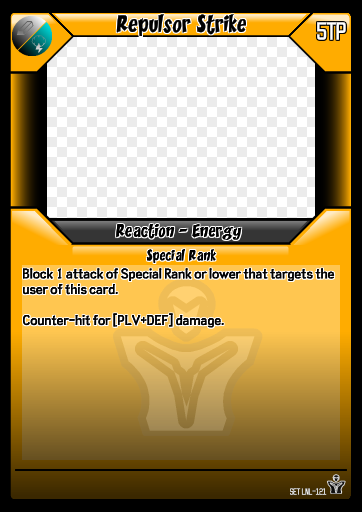 Repulsor Strike
5TP
Reaction - Energy
Special Rank
Block 1 attack of Special Rank or lower that targets the
user of this card.
Counter-hit for [PLV+DEF] damage.
SET LNL-121